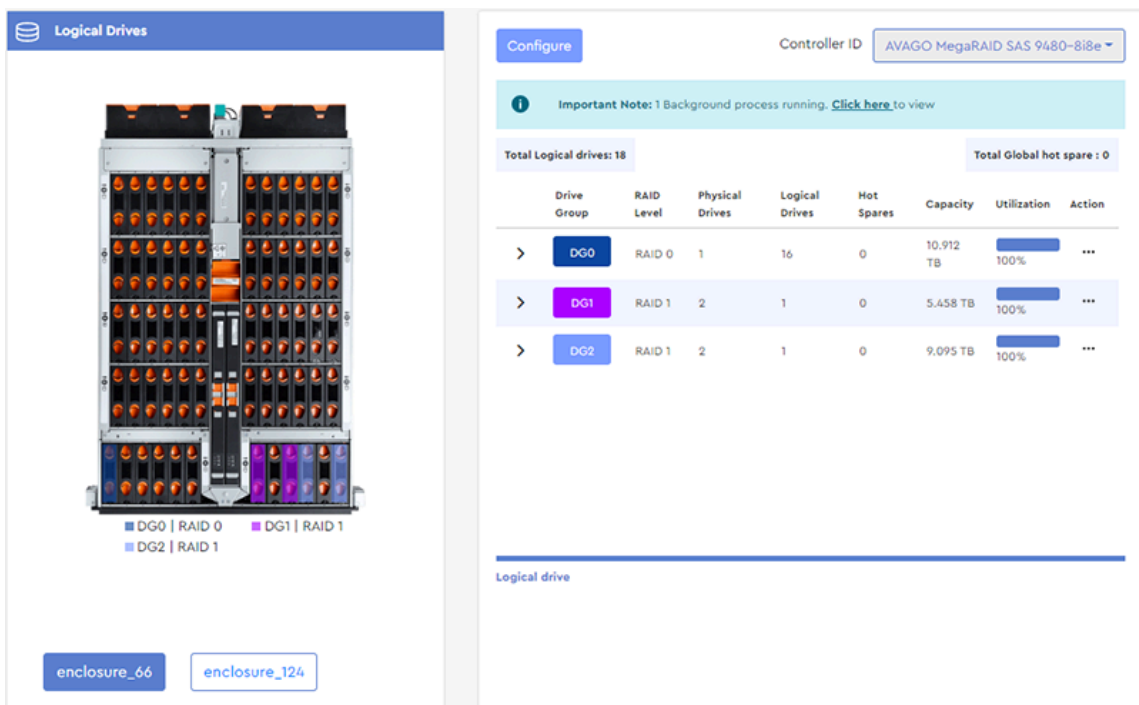 Logical Drives
DG0 | RAID 0
DG1 | RAID 1
DG2 | RAID 1
enclosure_66
enclosure_124
Configure
Controller ID
AVAGO MegaRAID SAS 9480-8i8e
Important Note: 1 Background process running. Click here to view
Total Logical drives: 18
Total Global hot spare : 0
Drive Group RAID Level Physical Drives Logical Drives Hot Spares Capacity Utilization Action
DG0 RAID 0 1 16 0 10.912 TB 100% ...
DG1 RAID 1 2 1 0 5.458 TB 100% ...
DG2 RAID 1 2 1 0 9.095 TB 100% ...
Logical drive